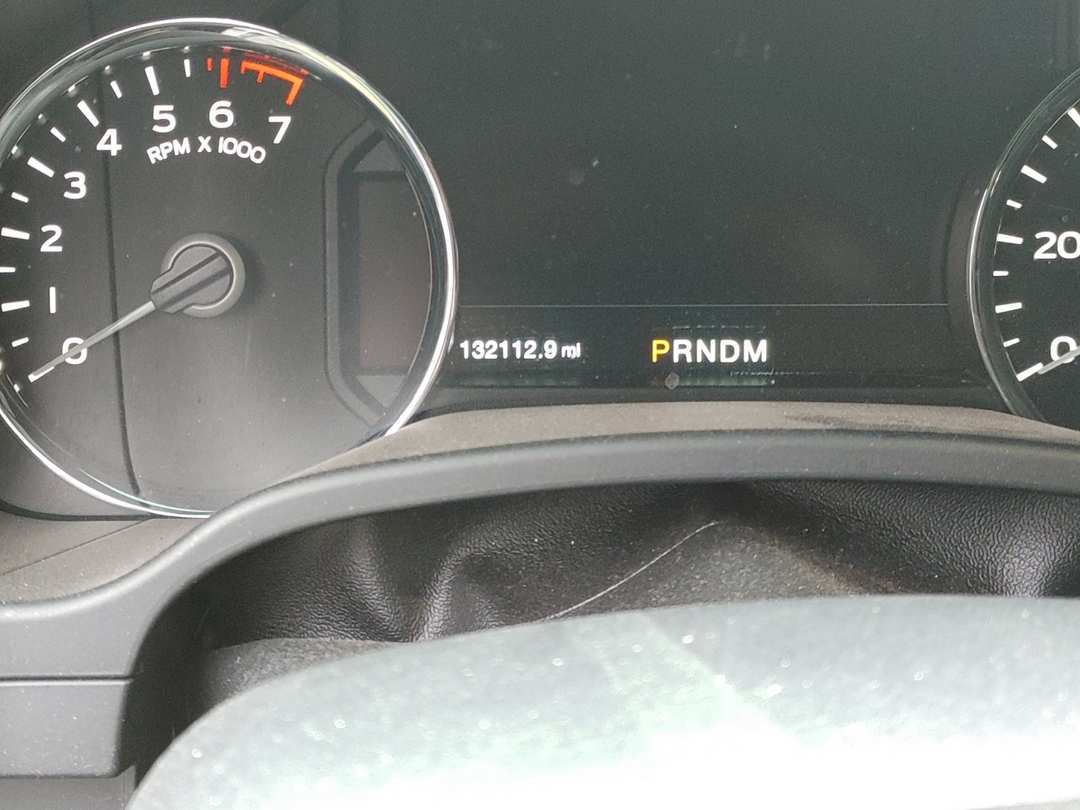 0 1 2 3 4 5 6 7
RPM X 1000
132112.9 mi
PRNDM
20
0